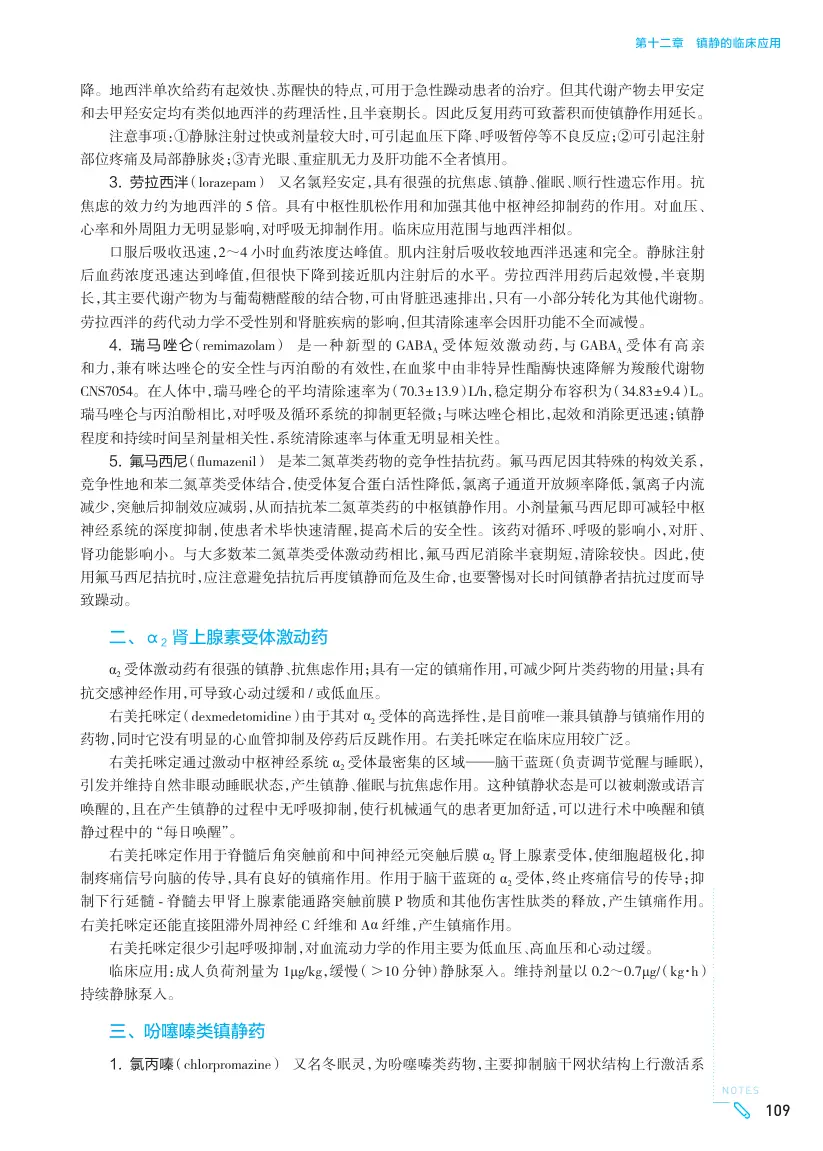 第十二章 镇静的临床应用
降。地西泮单次给药有起效快、苏醒快的特点,可用于急性躁动患者的治疗。但其代谢产物去甲安定
和去甲羟安定均有类似地西泮的药理活性,且半衰期长。因此反复用药可致蓄积而使镇静作用延长。
注意事项:①静脉注射过快或剂量较大时,可引起血压下降、呼吸暂停等不良反应;②可引起注射
部位疼痛及局部静脉炎;③青光眼、重症肌无力及肝功能不全者慎用。
3. 劳拉西泮(lorazepam) 又名氯羟安定,具有很强的抗焦虑、镇静、催眠、顺行性遗忘作用。抗
焦虑的效力约为地西泮的 5 倍。具有中枢性肌松作用和加强其他中枢神经抑制药的作用。对血压、
心率和外周阻力无明显影响,对呼吸无抑制作用。临床应用范围与地西泮相似。
口服后吸收迅速,2～4 小时血药浓度达峰值。肌内注射后吸收较地西泮迅速和完全。静脉注射
后血药浓度迅速达到峰值,但很快下降到接近肌内注射后的水平。劳拉西泮用药后起效慢,半衰期
长,其主要代谢产物为与葡萄糖醛酸的结合物,可由肾脏迅速排出,只有一小部分转化为其他代谢物。
劳拉西泮的药代动力学不受性别和肾脏疾病的影响,但其清除速率会因肝功能不全而减慢。
4. 瑞马唑仑(remimazolam) 是一种新型的 GABA₄ 受体短效激动药,与 GABAA 受体有高亲
和力,兼有咪达唑仑的安全性与丙泊酚的有效性,在血浆中由非特异性酯酶快速降解为羧酸代谢物
CNS7054。在人体中,瑞马唑仑的平均清除速率为(70.3±13.9)L/h,稳定期分布容积为(34.83±9.4)L。
瑞马唑仑与丙泊酚相比,对呼吸及循环系统的抑制更轻微;与咪达唑仑相比,起效和消除更迅速;镇静
程度和持续时间呈剂量相关性,系统清除速率与体重无明显相关性。
5. 氟马西尼(flumazenil) 是苯二氮䓬类药物的竞争性拮抗药。氟马西尼因其特殊的构效关系,
竞争性地和苯二氮䓬类受体结合,使受体复合蛋白活性降低,氯离子通道开放频率降低,氯离子内流
减少,突触后抑制效应减弱,从而拮抗苯二氮䓬类药的中枢镇静作用。小剂量氟马西尼即可减轻中枢
神经系统的深度抑制,使患者术毕快速清醒,提高术后的安全性。该药对循环、呼吸的影响小,对肝、
肾功能影响小。与大多数苯二氮䓬类受体激动药相比,氟马西尼消除半衰期短,清除较快。因此,使
用氟马西尼拮抗时,应注意避免拮抗后再度镇静而危及生命,也要警惕对长时间镇静者拮抗过度而导
致躁动。
二、α₂ 肾上腺素受体激动药
α₂ 受体激动药有很强的镇静、抗焦虑作用;具有一定的镇痛作用,可减少阿片类药物的用量;具有
抗交感神经作用,可导致心动过缓和 / 或低血压。
右美托咪定(dexmedetomidine)由于其对 α₂ 受体的高选择性,是目前唯一兼具镇静与镇痛作用的
药物,同时它没有明显的心血管抑制及停药后反跳作用。右美托咪定在临床应用较广泛。
右美托咪定通过激动中枢神经系统 α₂ 受体最密集的区域——脑干蓝斑(负责调节觉醒与睡眠),
引发并维持自然非眼动睡眠状态,产生镇静、催眠与抗焦虑作用。这种镇静状态是可以被刺激或语言
唤醒的,且在产生镇静的过程中无呼吸抑制,使行机械通气的患者更加舒适,可以进行术中唤醒和镇
静过程中的 “每日唤醒”。
右美托咪定作用于脊髓后角突触前和中间神经元突触后膜 α₂ 肾上腺素受体,使细胞超极化,抑
制疼痛信号向脑的传导,具有良好的镇痛作用。作用于脑干蓝斑的 α₂ 受体,终止疼痛信号的传导;抑
制下行延髓 - 脊髓去甲肾上腺素能通路突触前膜 P 物质和其他伤害性肽类的释放,产生镇痛作用。
右美托咪定还能直接阻滞外周神经 C 纤维和 Aα 纤维,产生镇痛作用。
右美托咪定很少引起呼吸抑制,对血流动力学的作用主要为低血压、高血压和心动过缓。
临床应用:成人负荷剂量为 1μg/kg,缓慢(＞10 分钟)静脉泵入。维持剂量以 0.2～0.7μg/(kg·h)
持续静脉泵入。
三、吩噻嗪类镇静药
1. 氯丙嗪(chlorpromazine) 又名冬眠灵,为吩噻嗪类药物,主要抑制脑干网状结构上行激活系
NOTES
109